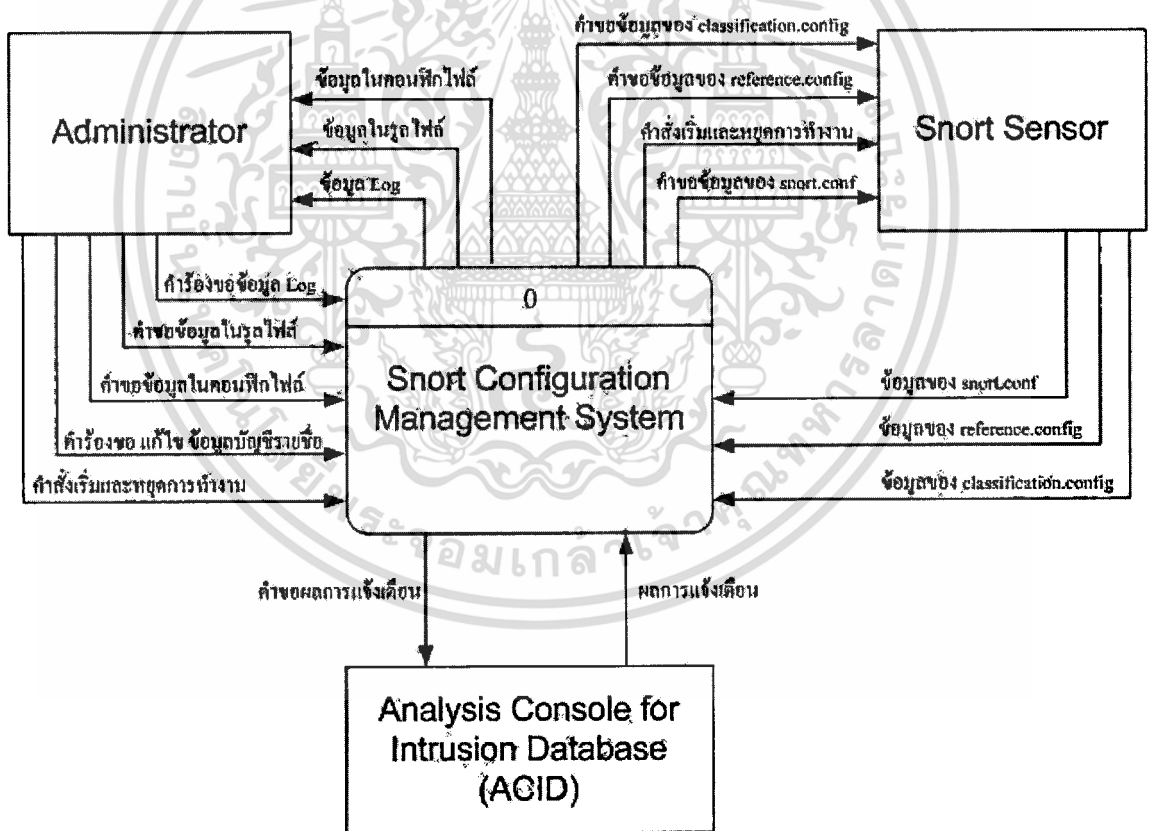 คำขอข้อมูลของ classification.config
ข้อมูลในคอนฟิกไฟล์
คำขอข้อมูลของ reference.config
Administrator
ข้อมูลในรูลไฟล์
คำสั่งเริ่มและหยุดการทำงาน
Snort Sensor
ข้อมูล Log
คำขอข้อมูลของ snort.conf
คำร้องขอข้อมูล Log
0
คำขอข้อมูลในรูลไฟล์
Snort Configuration
Management System
คำขอข้อมูลในคอนฟิกไฟล์
ข้อมูลของ snort.conf
คำร้องขอ แก้ไข ข้อมูลบัญชีรายชื่อ
ข้อมูลของ reference.config
คำสั่งเริ่มและหยุดการทำงาน
ข้อมูลของ classification.config
คำขอผลการแจ้งเตือน
ผลการแจ้งเตือน
Analysis Console for
Intrusion Database
(ACID)